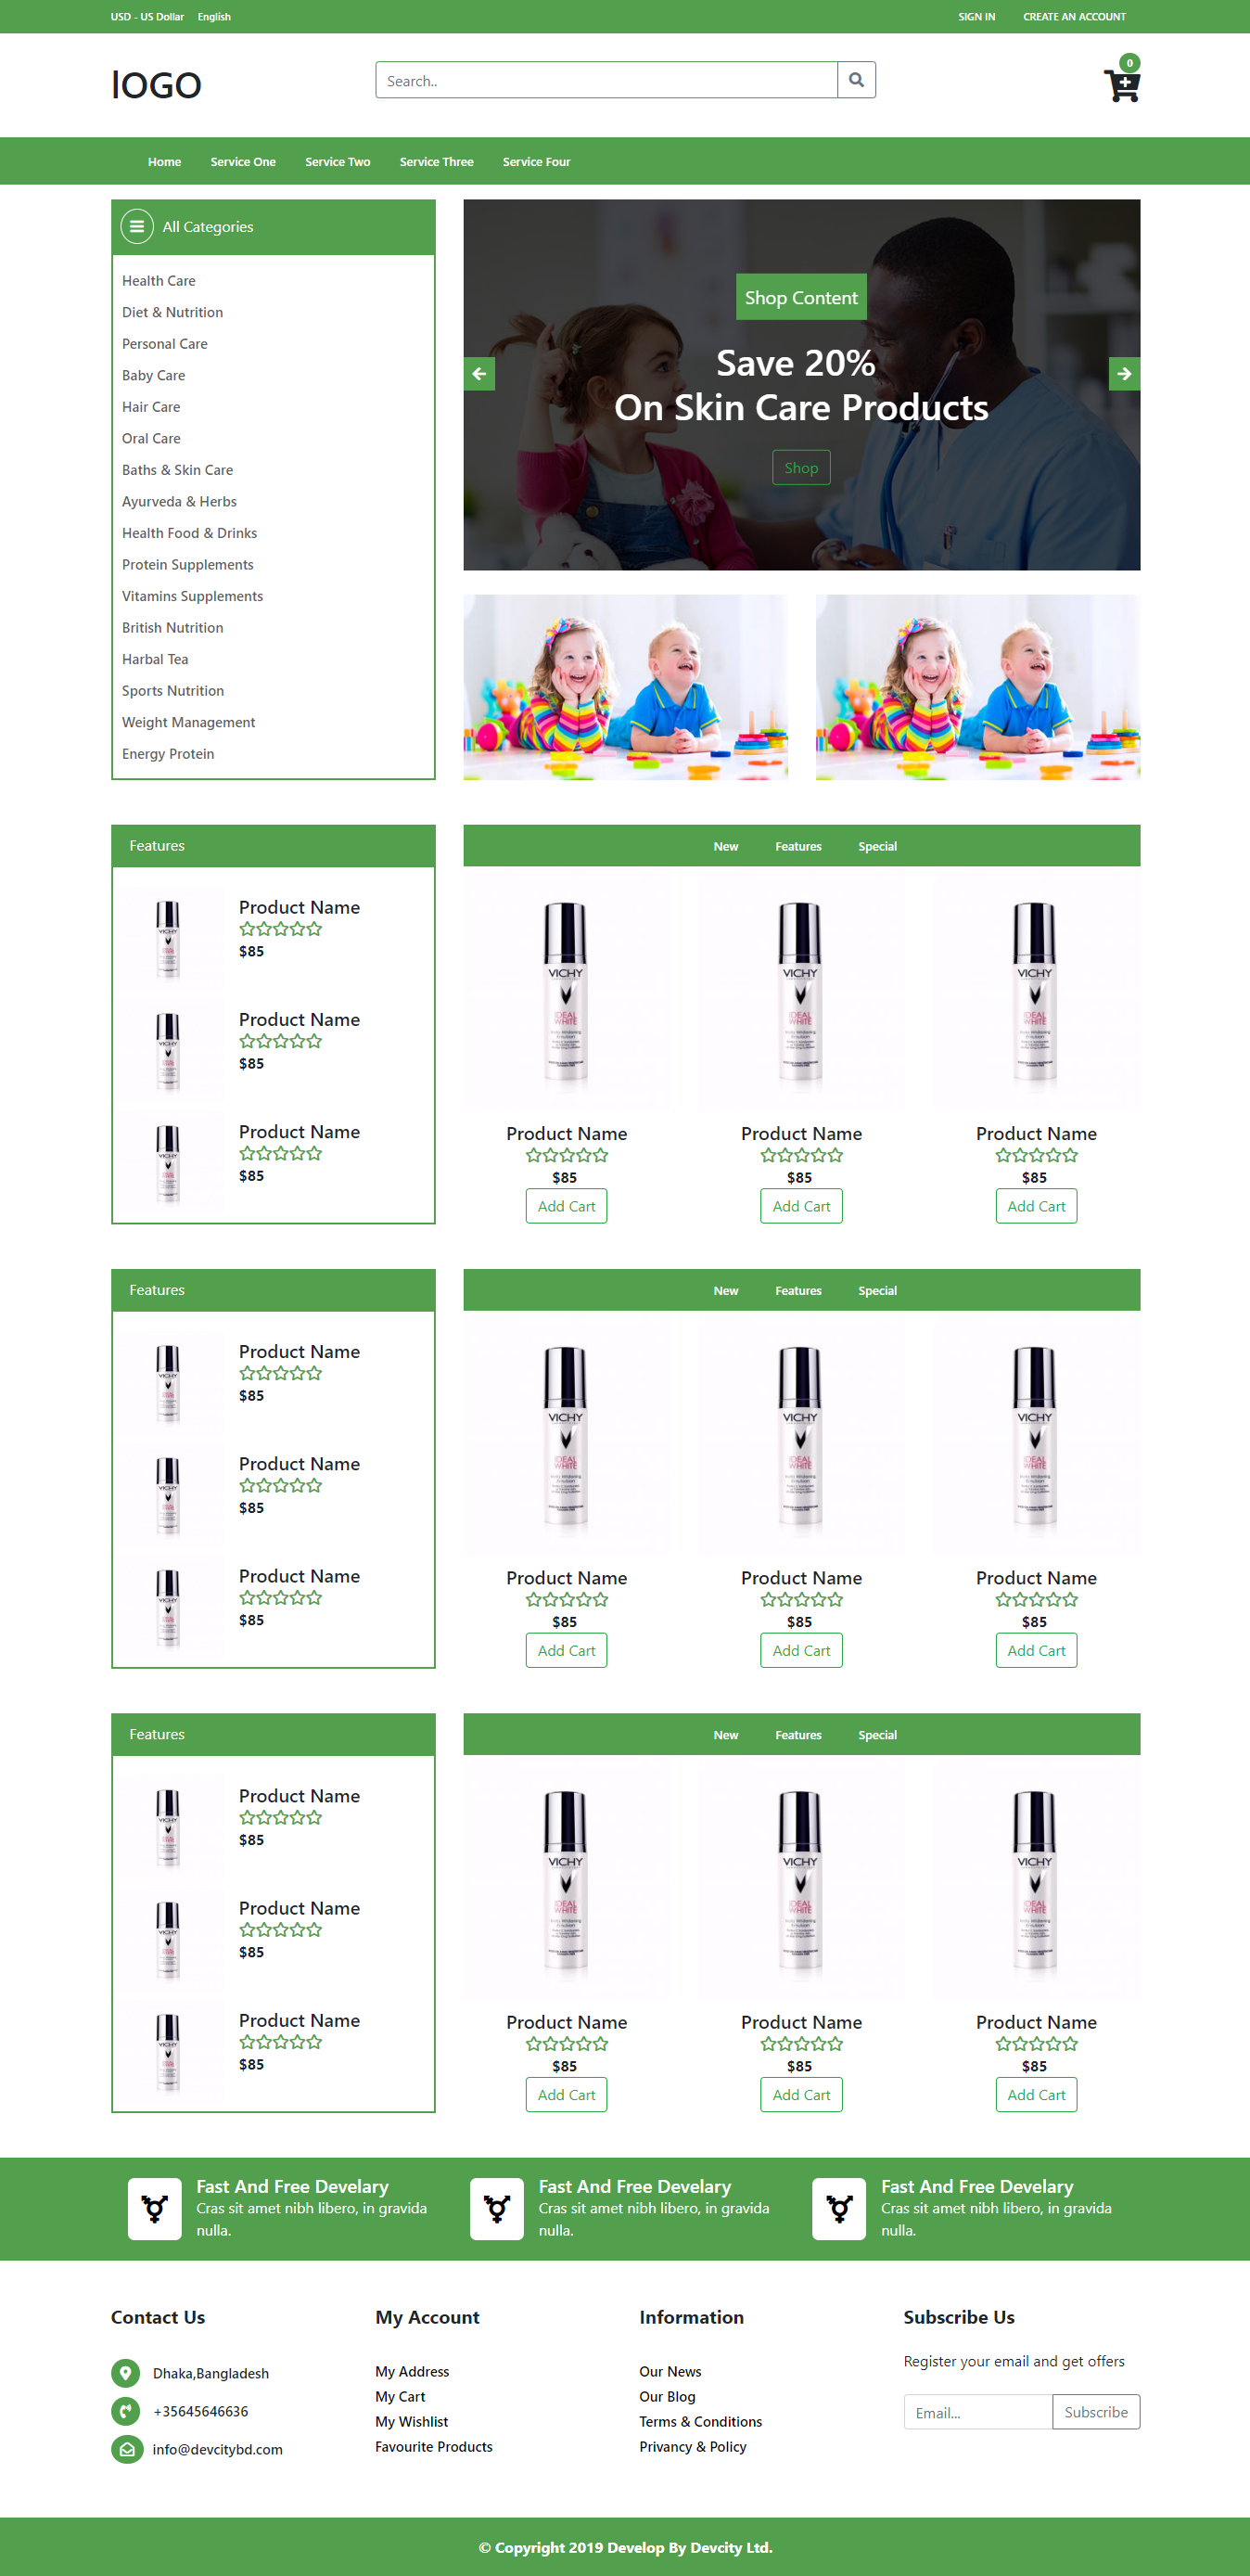 USD - US Dollar English SIGN IN CREATE AN ACCOUNT
lOGO Search.. 0
Home Service One Service Two Service Three Service Four
All Categories
Health Care
Diet & Nutrition
Personal Care
Baby Care
Hair Care
Oral Care
Baths & Skin Care
Ayurveda & Herbs
Health Food & Drinks
Protein Supplements
Vitamins Supplements
British Nutrition
Harbal Tea
Sports Nutrition
Weight Management
Energy Protein
Shop Content
Save 20%
On Skin Care Products
Shop
Features
VICHY
Product Name
$85
VICHY
Product Name
$85
VICHY
Product Name
$85
New Features Special
VICHY VICHY VICHY
IDEAL IDEAL IDEAL
WHITE WHITE WHITE
Product Name Product Name Product Name
$85 $85 $85
Add Cart Add Cart Add Cart
Features
VICHY
Product Name
$85
VICHY
Product Name
$85
VICHY
Product Name
$85
New Features Special
VICHY VICHY VICHY
IDEAL IDEAL IDEAL
WHITE WHITE WHITE
Product Name Product Name Product Name
$85 $85 $85
Add Cart Add Cart Add Cart
Features
VICHY
Product Name
$85
VICHY
Product Name
$85
VICHY
Product Name
$85
New Features Special
VICHY VICHY VICHY
IDEAL IDEAL IDEAL
WHITE WHITE WHITE
Product Name Product Name Product Name
$85 $85 $85
Add Cart Add Cart Add Cart
Fast And Free Develary
Cras sit amet nibh libero, in gravida
nulla.
Fast And Free Develary
Cras sit amet nibh libero, in gravida
nulla.
Fast And Free Develary
Cras sit amet nibh libero, in gravida
nulla.
Contact Us
Dhaka,Bangladesh
+35645646636
info@devcitybd.com
My Account
My Address
My Cart
My Wishlist
Favourite Products
Information
Our News
Our Blog
Terms & Conditions
Privancy & Policy
Subscribe Us
Register your email and get offers
Email... Subscribe
© Copyright 2019 Develop By Devcity Ltd.